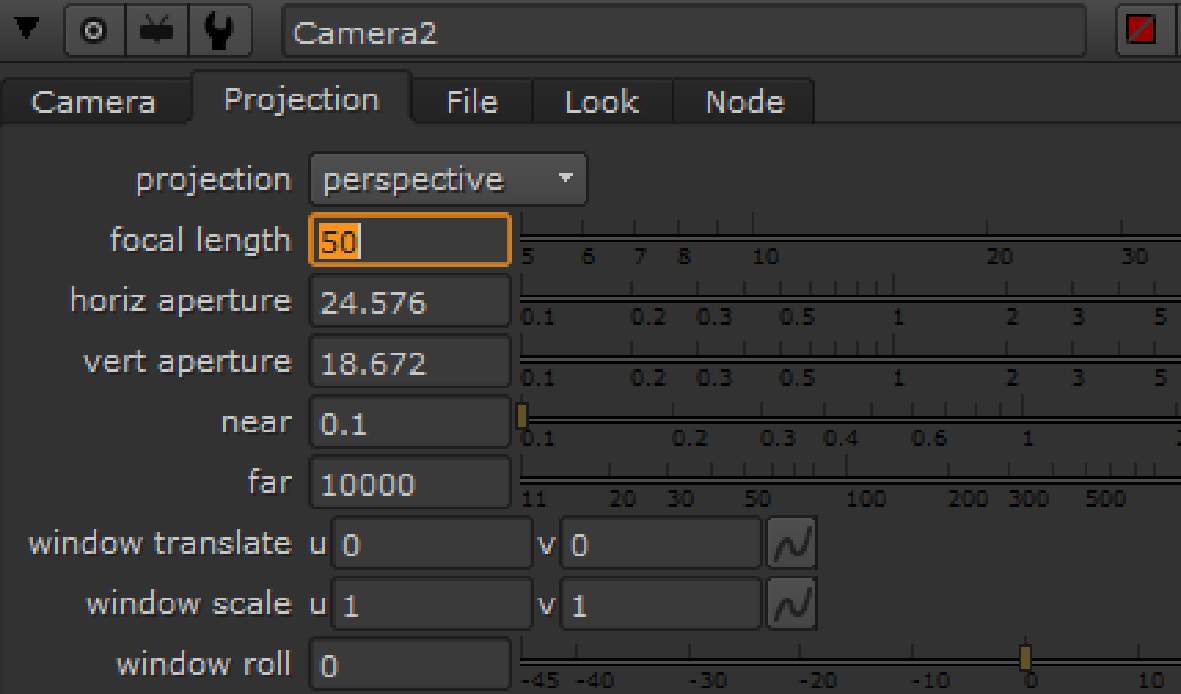 Camera2
Camera Projection File Look Node
projection perspective
focal length 50
5 6 7 8 10 20 30
horiz aperture 24.576
0.1 0.2 0.3 0.5 1 2 3 5
vert aperture 18.672
0.1 0.2 0.3 0.5 1 2 3 5
near 0.1
0.1 0.2 0.3 0.4 0.6 1
far 10000
11 20 30 50 100 200 300 500
window translate u 0 v 0
window scale u 1 v 1
window roll 0
-45 -40 -30 -20 -10 0 10